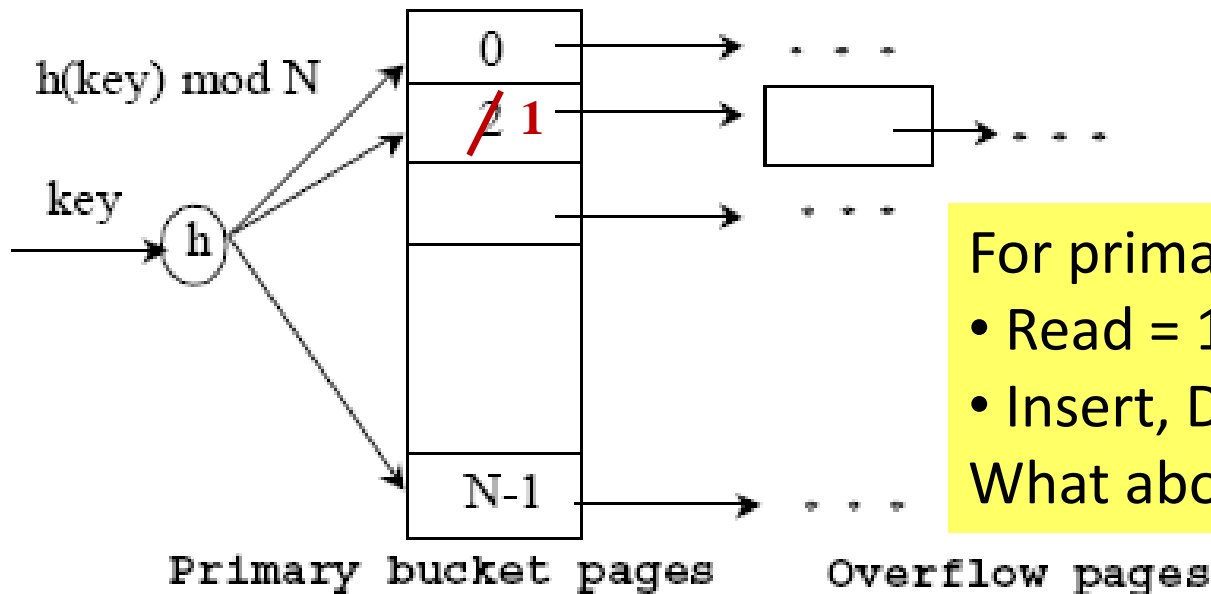 0
h(key) mod N
2 1
key
h
For prima
• Read = 1
• Insert, D
What abo
N-1
Primary bucket pages
Overflow pages